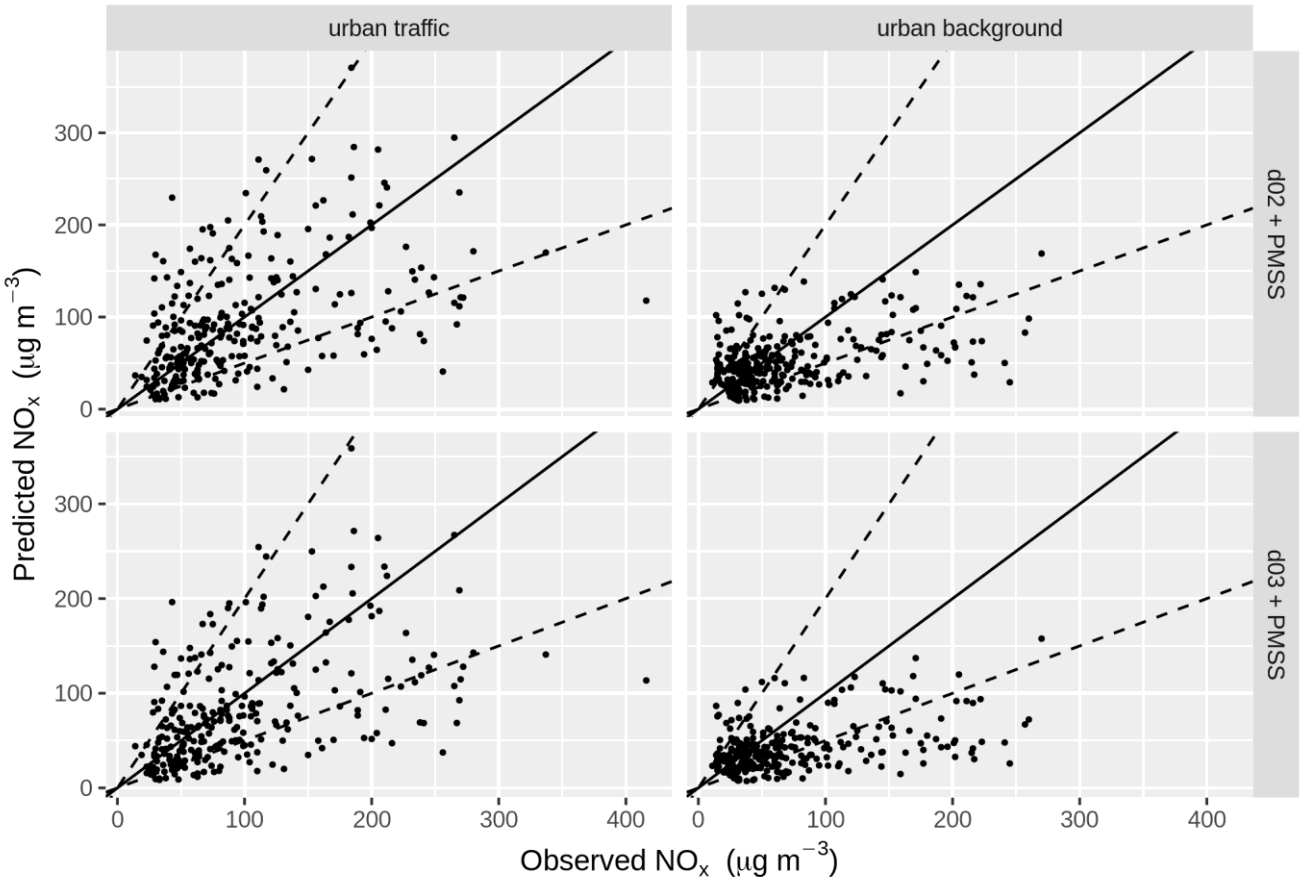 urban traffic
urban background
300
200
100
0
d02 + PMSS
300
200
100
0
d03 + PMSS
Predicted NOₓ (μg m⁻³)
0 100 200 300 400
0 100 200 300 400
Observed NOₓ (μg m⁻³)